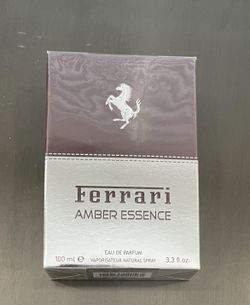 Ferrari
AMBER ESSENCE
EAU DE PARFUM
100 ml e VAPORISATEUR NATURAL SPRAY 3.3 fl.oz